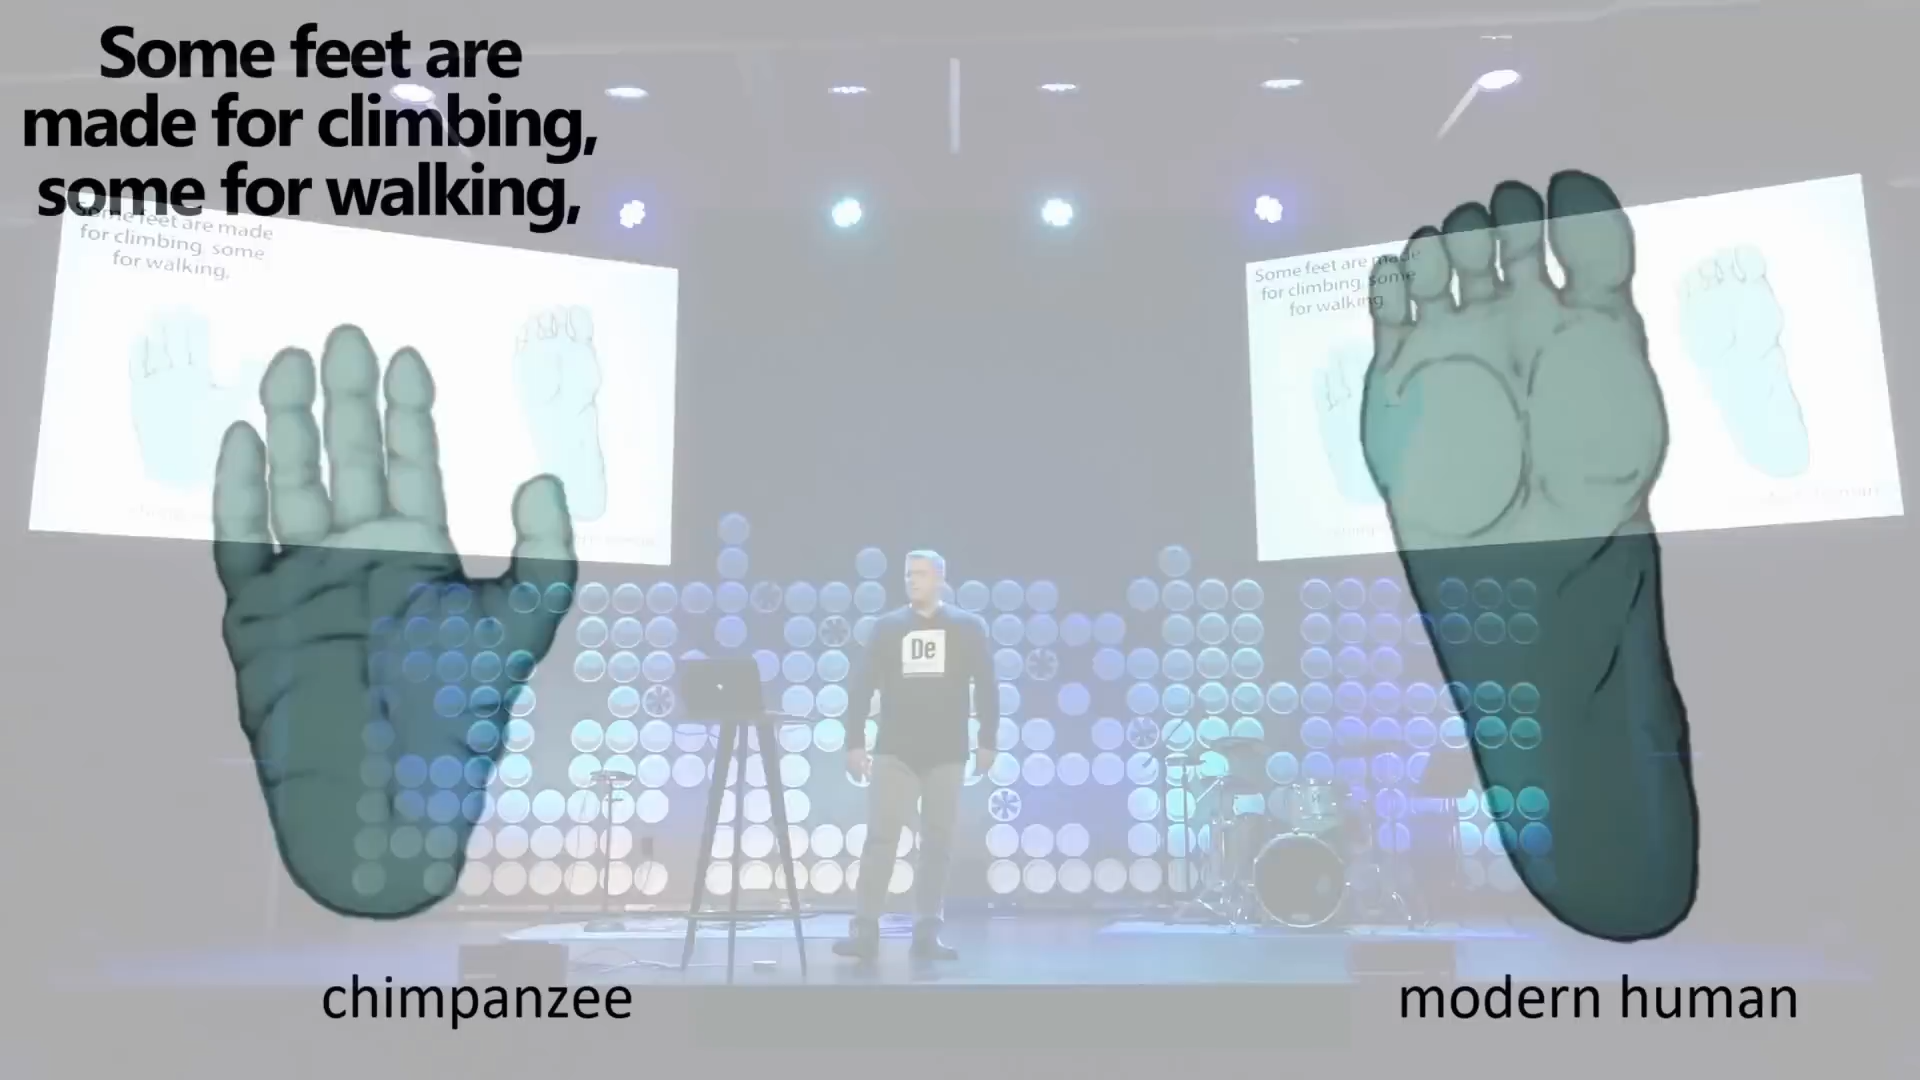 Some feet are
made for climbing,
some for walking,
Some feet are made
for climbing, some
for walking,
Some feet are made
for climbing, some
for walking,
De
chimpanzee
modern human